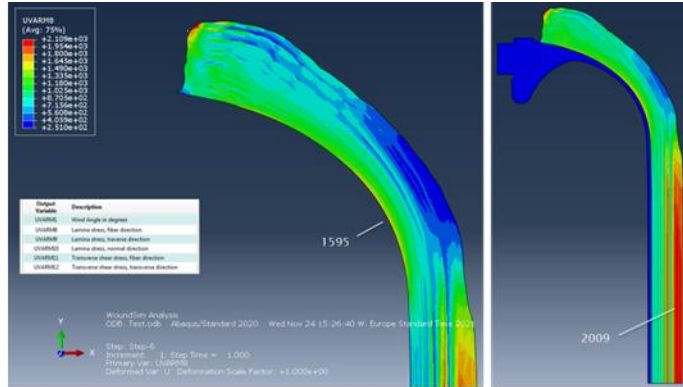 UVARM8
(Avg: 75%)
+2.109e+03
+1.954e+03
+1.800e+03
+1.645e+03
+1.490e+03
+1.335e+03
+1.180e+03
+1.025e+03
+8.705e+02
+7.156e+02
+5.608e+02
+4.059e+02
+2.510e+02
1595
Output Variable Description
UVARM1 Wind Angle in degrees
UVARM8 Lamina stress, fiber direction
UVARM9 Lamina stress, traverse direction
UVARM10 Lamina stress, normal direction
UVARM11 Transverse shear stress, fiber direction
UVARM12 Transverse shear stress, transverse direction
Y
X
WoundSim Analysis
ODB: Test.odb Abaqus/Standard 2020 Wed Nov 24 15:26:40 W. Europe Standard Time 2021
Step: Step-6
Increment 1: Step Time = 1.000
Primary Var: UVARM8
Deformed Var: U Deformation Scale Factor: +1.000e+00
2009